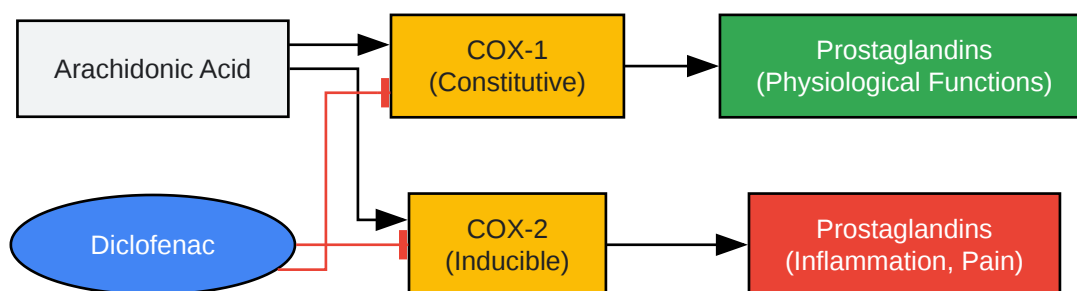 Arachidonic Acid
COX-1
(Constitutive)
Prostaglandins
(Physiological Functions)
Diclofenac
COX-2
(Inducible)
Prostaglandins
(Inflammation, Pain)